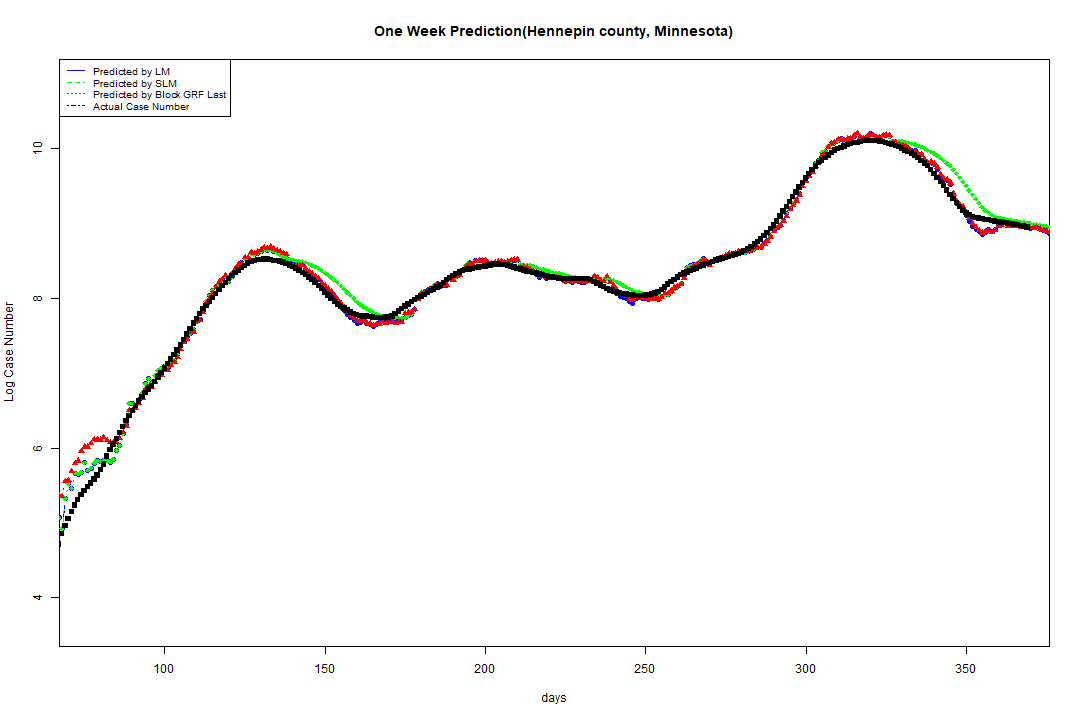 One Week Prediction(Hennepin county, Minnesota)
Predicted by LM
Predicted by SLM
Predicted by Block GRF Last
Actual Case Number
10
8
6
4
Log Case Number
100
150
200
250
300
350
days